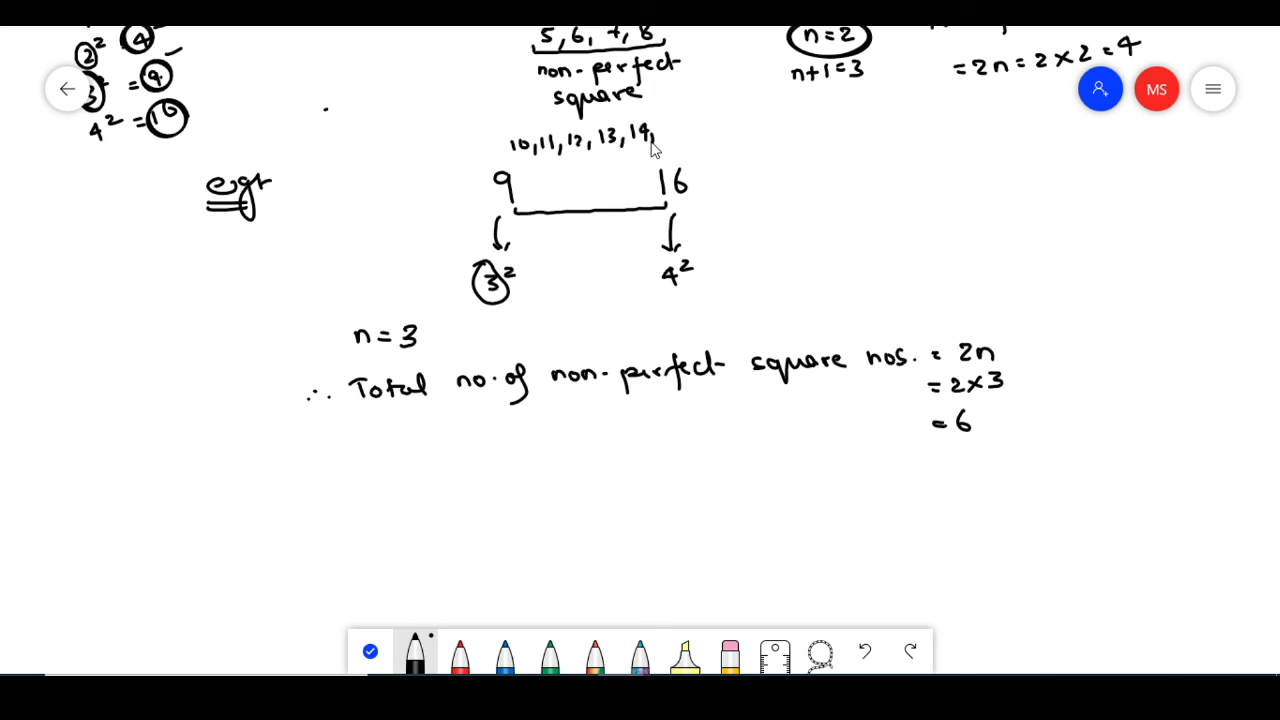 2² 4
3² = 9
4² = 16
5, 6, 7, 8
non-perfect
square
n=2
n+1=3
= 2n = 2×2 = 4
MS
10, 11, 12, 13, 14,
eg:
9 16
3² 4²
n = 3
∴ Total no. of non-perfect square nos. = 2n
= 2×3
= 6